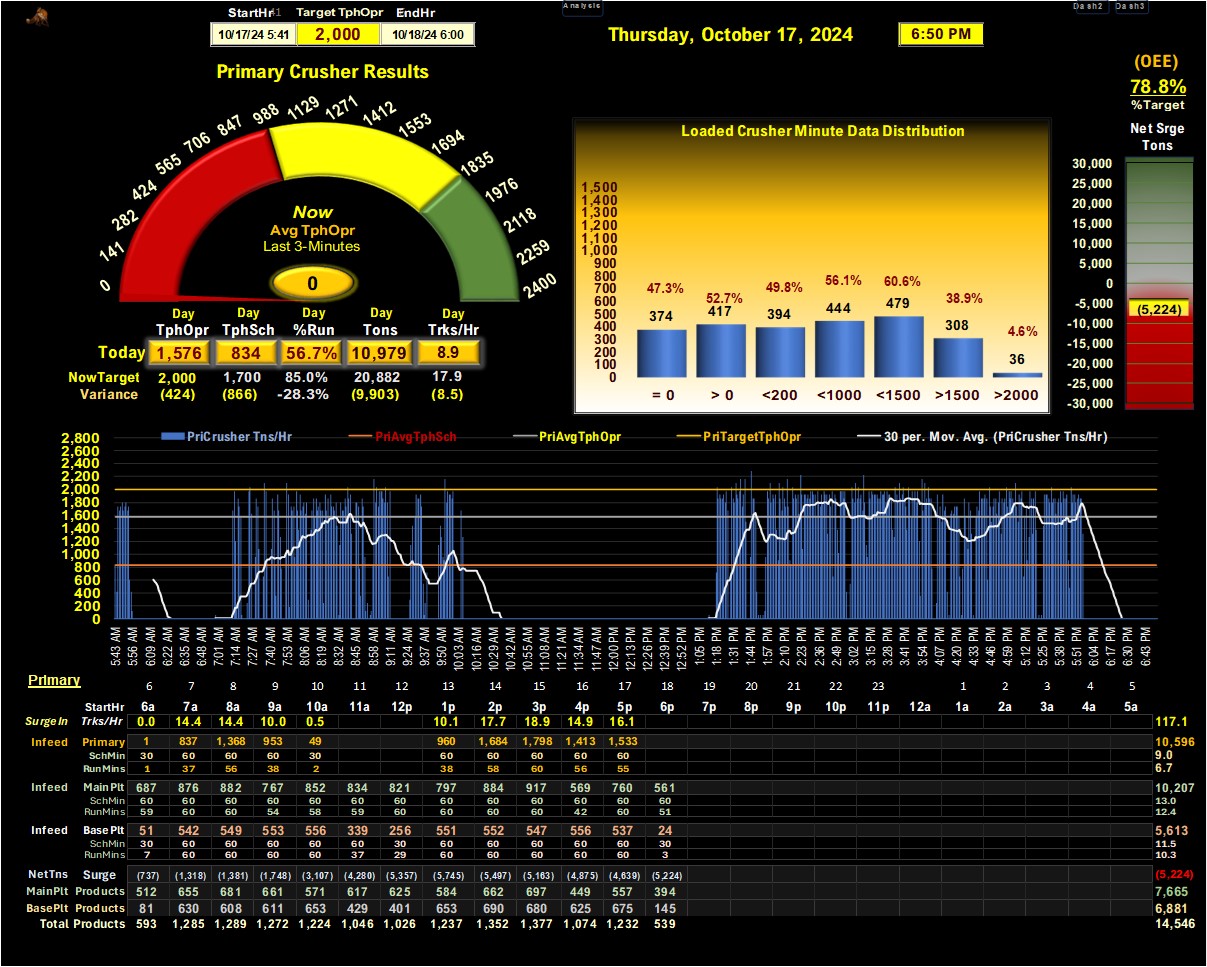 Analysis
Dash2 Dash3
StartHr Target TphOpr EndHr
10/17/24 5:41 2,000 10/18/24 6:00
Thursday, October 17, 2024 6:50 PM
(OEE)
78.8%
%Target
Net Srge
Tons
Primary Crusher Results
0 141 282 424 565 706 847 988 1129 1271 1412 1553 1694 1835 1976 2118 2259 2400
Now
Avg TphOpr
Last 3-Minutes
0
Day Day Day Day Day
TphOpr TphSch %Run Tons Trks/Hr
Today 1,576 834 56.7% 10,979 8.9
NowTarget 2,000 1,700 85.0% 20,882 17.9
Variance (424) (866) -28.3% (9,903) (8.5)
Loaded Crusher Minute Data Distribution
1,500
1,400
1,300
1,200
1,100
1,000
900
800
700
600
500
400
300
200
100
0
47.3% 52.7% 49.8% 56.1% 60.6% 38.9% 4.6%
374 417 394 444 479 308 36
= 0 > 0 <200 <1000 <1500 >1500 >2000
30,000
25,000
20,000
15,000
10,000
5,000
0
-5,000
-10,000
-15,000
-20,000
-25,000
-30,000
(5,224)
PriCrusher Tns/Hr PriAvgTphSch PriAvgTphOpr PriTargetTphOpr 30 per. Mov. Avg. (PriCrusher Tns/Hr)
2,800
2,600
2,400
2,200
2,000
1,800
1,600
1,400
1,200
1,000
800
600
400
200
0
5:43 AM 5:56 AM 6:09 AM 6:22 AM 6:35 AM 6:48 AM 7:01 AM 7:14 AM 7:27 AM 7:40 AM 7:53 AM 8:06 AM 8:19 AM 8:32 AM 8:45 AM 8:58 AM 9:11 AM 9:24 AM 9:37 AM 9:50 AM 10:03 AM 10:16 AM 10:29 AM 10:42 AM 10:55 AM 11:08 AM 11:21 AM 11:34 AM 11:47 AM 12:00 PM 12:13 PM 12:26 PM 12:39 PM 12:52 PM 1:05 PM 1:18 PM 1:31 PM 1:44 PM 1:57 PM 2:10 PM 2:23 PM 2:36 PM 2:49 PM 3:02 PM 3:15 PM 3:28 PM 3:41 PM 3:54 PM 4:07 PM 4:20 PM 4:33 PM 4:46 PM 4:59 PM 5:12 PM 5:25 PM 5:38 PM 5:51 PM 6:04 PM 6:17 PM 6:30 PM 6:43 PM
Primary
6 7 8 9 10 11 12 13 14 15 16 17 18 19 20 21 22 23 1 2 3 4 5
StartHr 6a 7a 8a 9a 10a 11a 12p 1p 2p 3p 4p 5p 6p 7p 8p 9p 10p 11p 12a 1a 2a 3a 4a 5a
SurgeIn Trks/Hr 0.0 14.4 14.4 10.0 0.5 10.1 17.7 18.9 14.9 16.1 117.1
Infeed Primary 1 837 1,368 953 49 960 1,684 1,798 1,413 1,533 10,596
SchMin 30 60 60 60 30 60 60 60 60 60 9.0
RunMins 1 37 56 38 2 38 58 60 56 55 6.7
Infeed MainPlt 687 876 882 767 852 834 821 797 884 917 569 760 561 10,207
SchMin 60 60 60 60 60 60 60 60 60 60 60 60 60 13.0
RunMins 59 60 60 54 58 59 60 60 60 60 42 60 51 12.4
Infeed Base Plt 51 542 549 553 556 339 256 551 552 547 556 537 24 5,613
SchMin 30 60 60 60 60 60 30 60 60 60 60 60 30 11.5
RunMins 7 60 60 60 60 37 29 60 60 60 60 60 3 10.3
NetTns Surge (737) (1,318) (1,381) (1,748) (3,107) (4,280) (5,357) (5,745) (5,497) (5,163) (4,875) (4,639) (5,224) (5,224)
MainPlt Products 512 655 681 661 571 617 625 584 662 697 449 557 394 7,665
BasePlt Products 81 630 608 611 653 429 401 653 690 680 625 675 145 6,881
Total Products 593 1,285 1,289 1,272 1,224 1,046 1,026 1,237 1,352 1,377 1,074 1,232 539 14,546